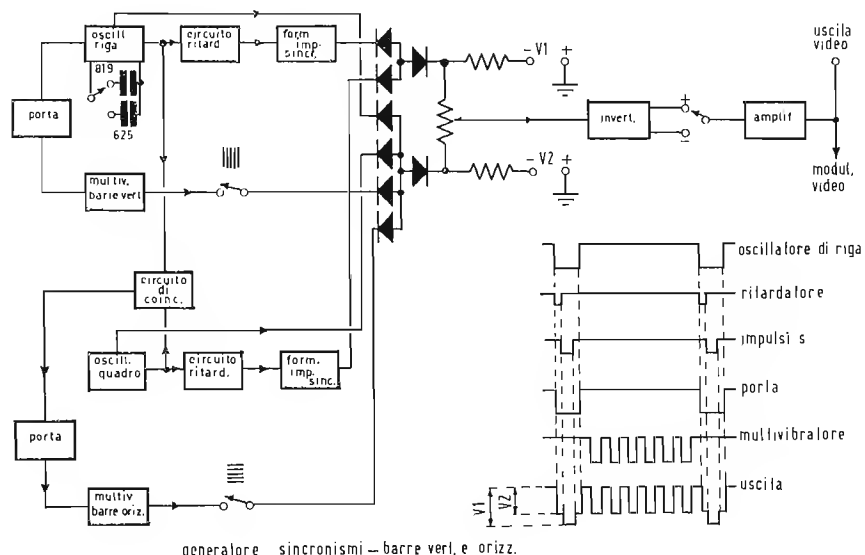 oscill.
riga
circuito
ritard
form.
imp.
sincr.
- V1 +
uscita
video
819
625
porta
invert.
+
-
amplif
modul.
video
- V2 +
multiv.
barre vert
circuito
di
coinc.
oscill.
quadro
circuito
ritard.
form.
imp.
sinc.
porta
multiv
barre oriz.
oscillatore di riga
ritardatore
impulsi s
porta
multivibratore
uscita
V1
V2
generatore sincronismi - barre vert. e orizz.